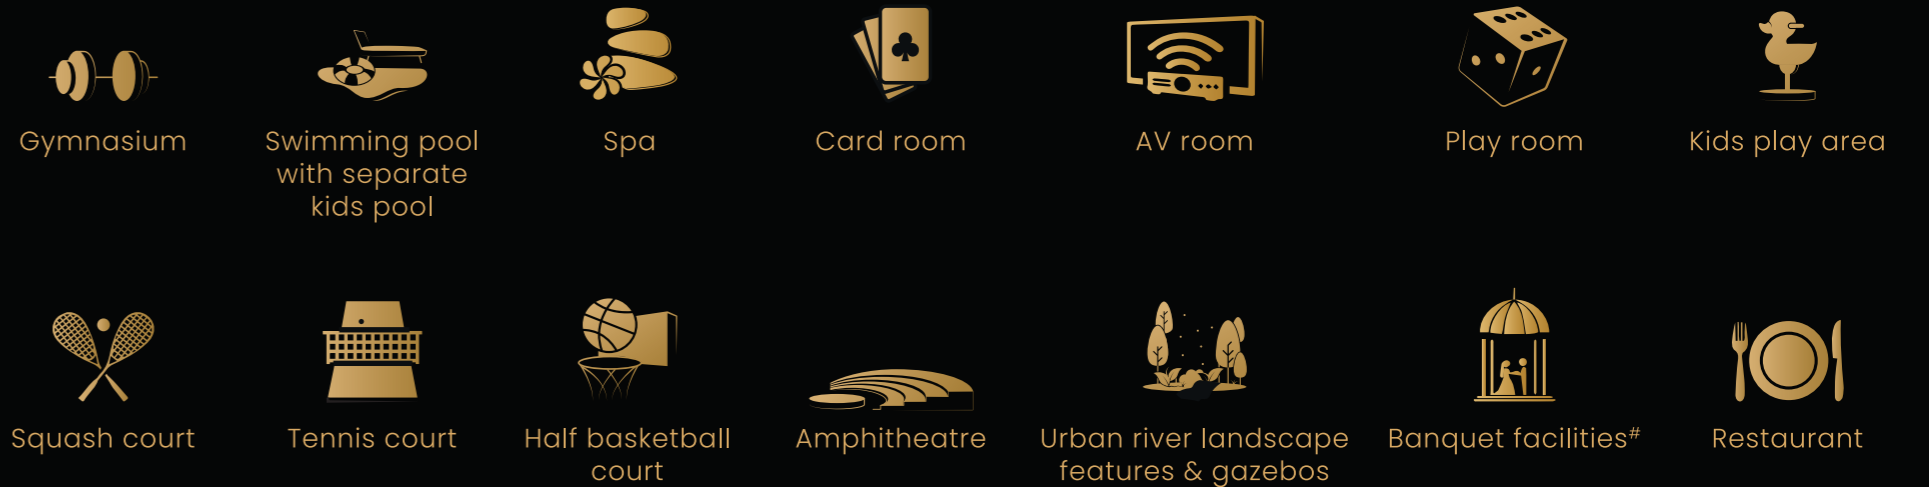 Gymnasium
Swimming pool
with separate
kids pool
Spa
Card room
AV room
Play room
Kids play area
Squash court
Tennis court
Half basketball
court
Amphitheatre
Urban river landscape
features & gazebos
Banquet facilities#
Restaurant